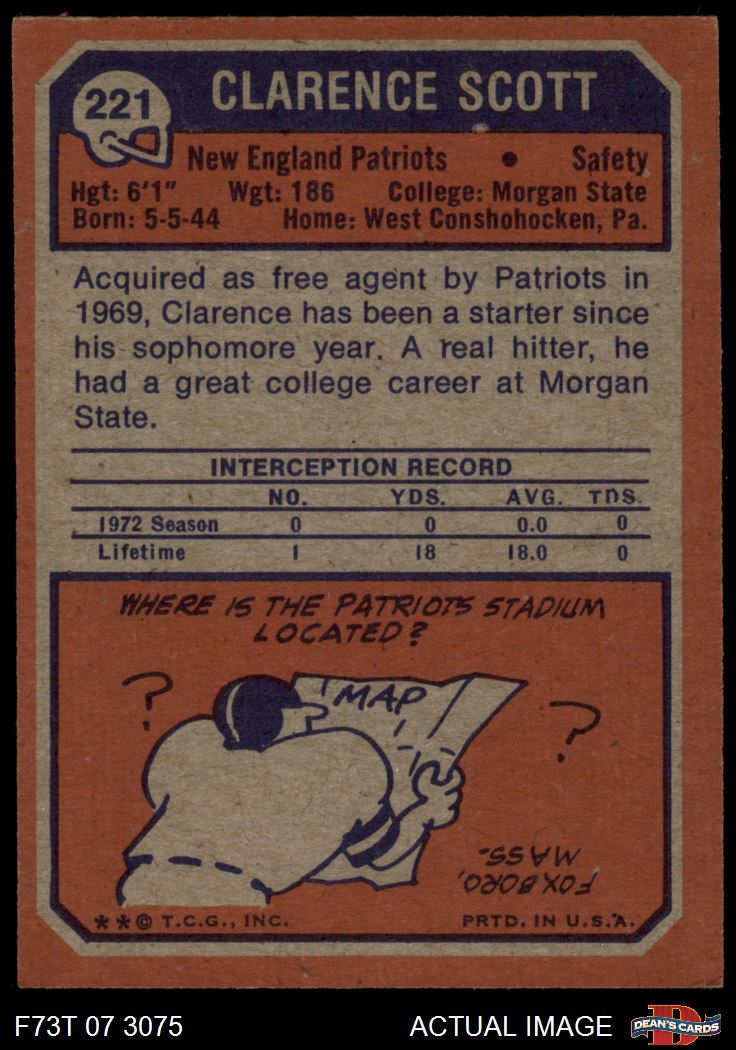 221
CLARENCE SCOTT
New England Patriots • Safety
Hgt: 6'1" Wgt: 186 College: Morgan State
Born: 5-5-44 Home: West Conshohocken, Pa.
Acquired as free agent by Patriots in
1969, Clarence has been a starter since
his sophomore year. A real hitter, he
had a great college career at Morgan
State.
INTERCEPTION RECORD
NO. YDS. AVG. TDS.
1972 Season 0 0 0.0 0
Lifetime 1 18 18.0 0
WHERE IS THE PATRIOTS STADIUM
LOCATED?
? MAP ?
FOXBORO,
MASS.
**© T.C.G., INC. PRTD. IN U.S.A.
F73T 07 3075 ACTUAL IMAGE D DEAN'S CARDS